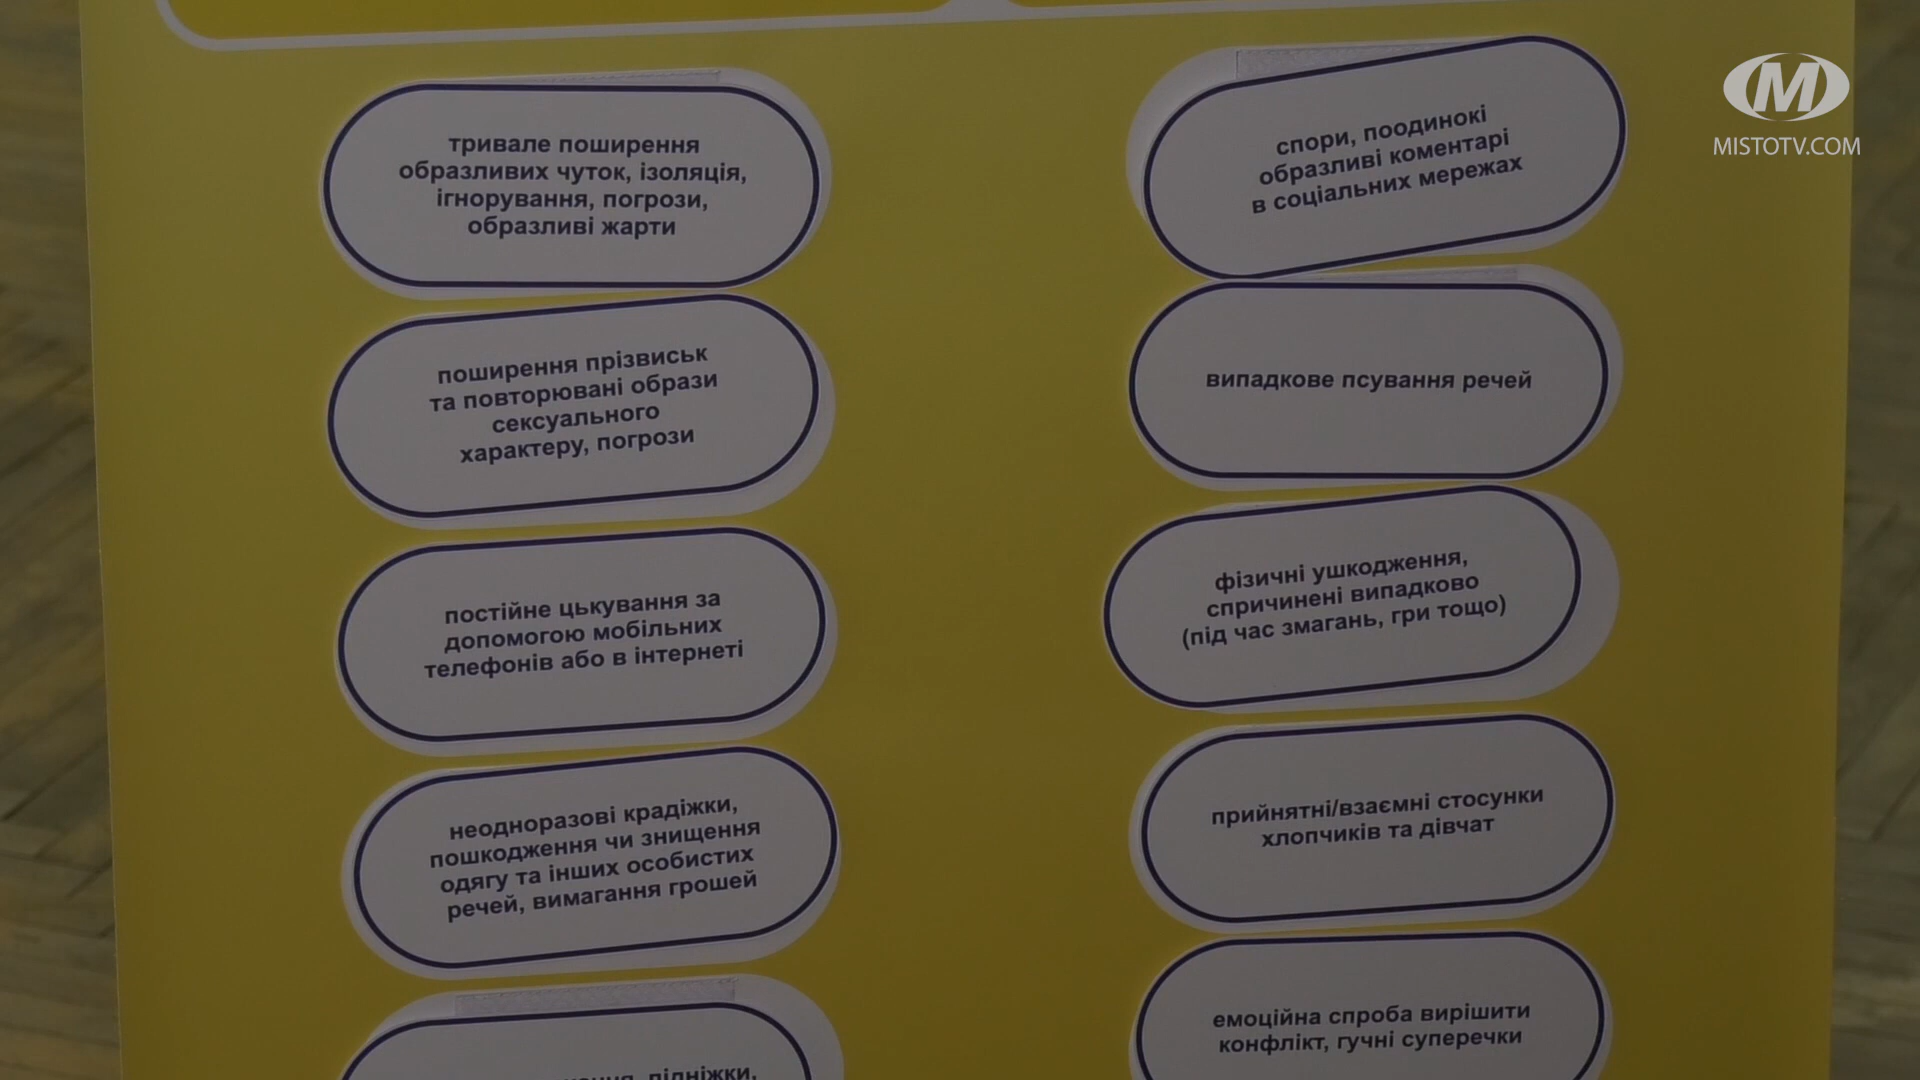 тривале поширення
образливих чуток, ізоляція,
ігнорування, погрози,
образливі жарти
поширення прізвиськ
та повторювані образи
сексуального
характеру, погрози
постійне цькування за
допомогою мобільних
телефонів або в інтернеті
неодноразові крадіжки,
пошкодження чи знищення
одягу та інших особистих
речей, вимагання грошей
підніжки,
спори, поодинокі
образливі коментарі
в соціальних мережах
випадкове псування речей
фізичні ушкодження,
спричинені випадково
(під час змагань, гри тощо)
прийнятні/взаємні стосунки
хлопчиків та дівчат
емоційна спроба вирішити
конфлікт, гучні суперечки
M
MISTOTV.COM